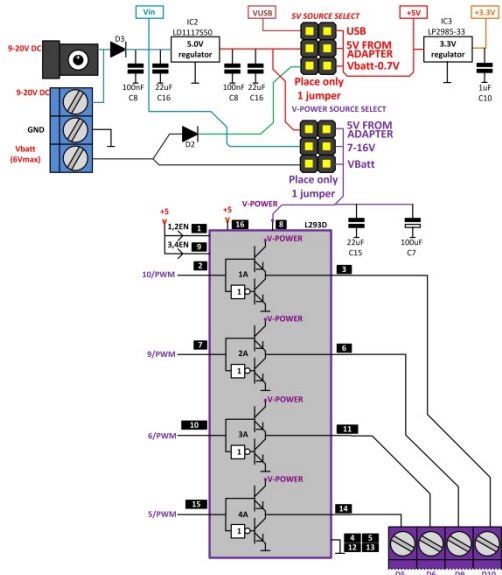 Vin
IC2
LD1117S50
5.0V
regulator
VUSB
5V SOURCE SELECT
USB
5V FROM
ADAPTER
Vbatt-0.7V
Place only
1 jumper
+5V
IC3
LP2985-33
3.3V
regulator
+3.3V
1uF
C10
9-20V DC
D3
100nF
C8
22uF
C16
100nF
C8
22uF
C16
9-20V DC
GND
Vbatt
(6Vmax)
D2
V-POWER SOURCE SELECT
5V FROM
ADAPTER
7-16V
VBatt
Place only
1 jumper
V-POWER
22uF
C15
100uF
C7
+5
+5
1,2EN
1
3,4EN
9
16
8
L293D
V-POWER
10/PWM
2
1A
1
3
V-POWER
9/PWM
7
2A
1
6
V-POWER
6/PWM
10
3A
1
11
V-POWER
5/PWM
15
4A
1
14
4 5
12 13
D5 D6 D9 D10